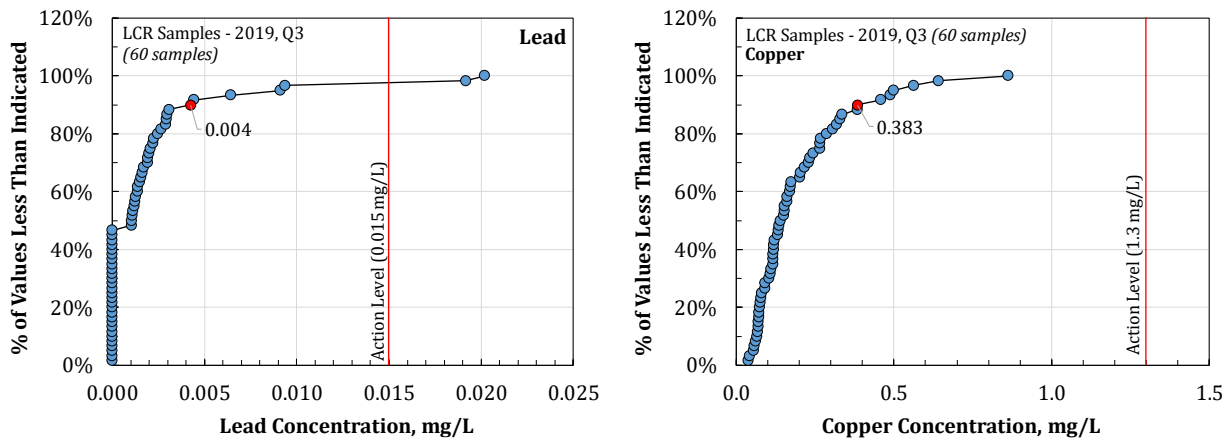 LCR Samples - 2019, Q3
(60 samples)
Lead
0.004
Action Level (0.015 mg/L)
% of Values Less Than Indicated
120%
100%
80%
60%
40%
20%
0%
0.000 0.005 0.010 0.015 0.020 0.025
Lead Concentration, mg/L
LCR Samples - 2019, Q3 (60 samples)
Copper
0.383
Action Level (1.3 mg/L)
% of Values Less Than Indicated
120%
100%
80%
60%
40%
20%
0%
0.0 0.5 1.0 1.5
Copper Concentration, mg/L